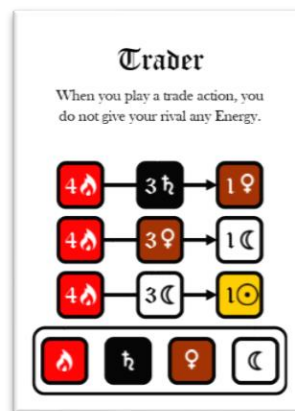 Trader
When you play a trade action, you
do not give your rival any Energy.
4 3♄ 1♀
4 3♀ 1☾
4 3☾ 1☉
♄ ♀ ☾